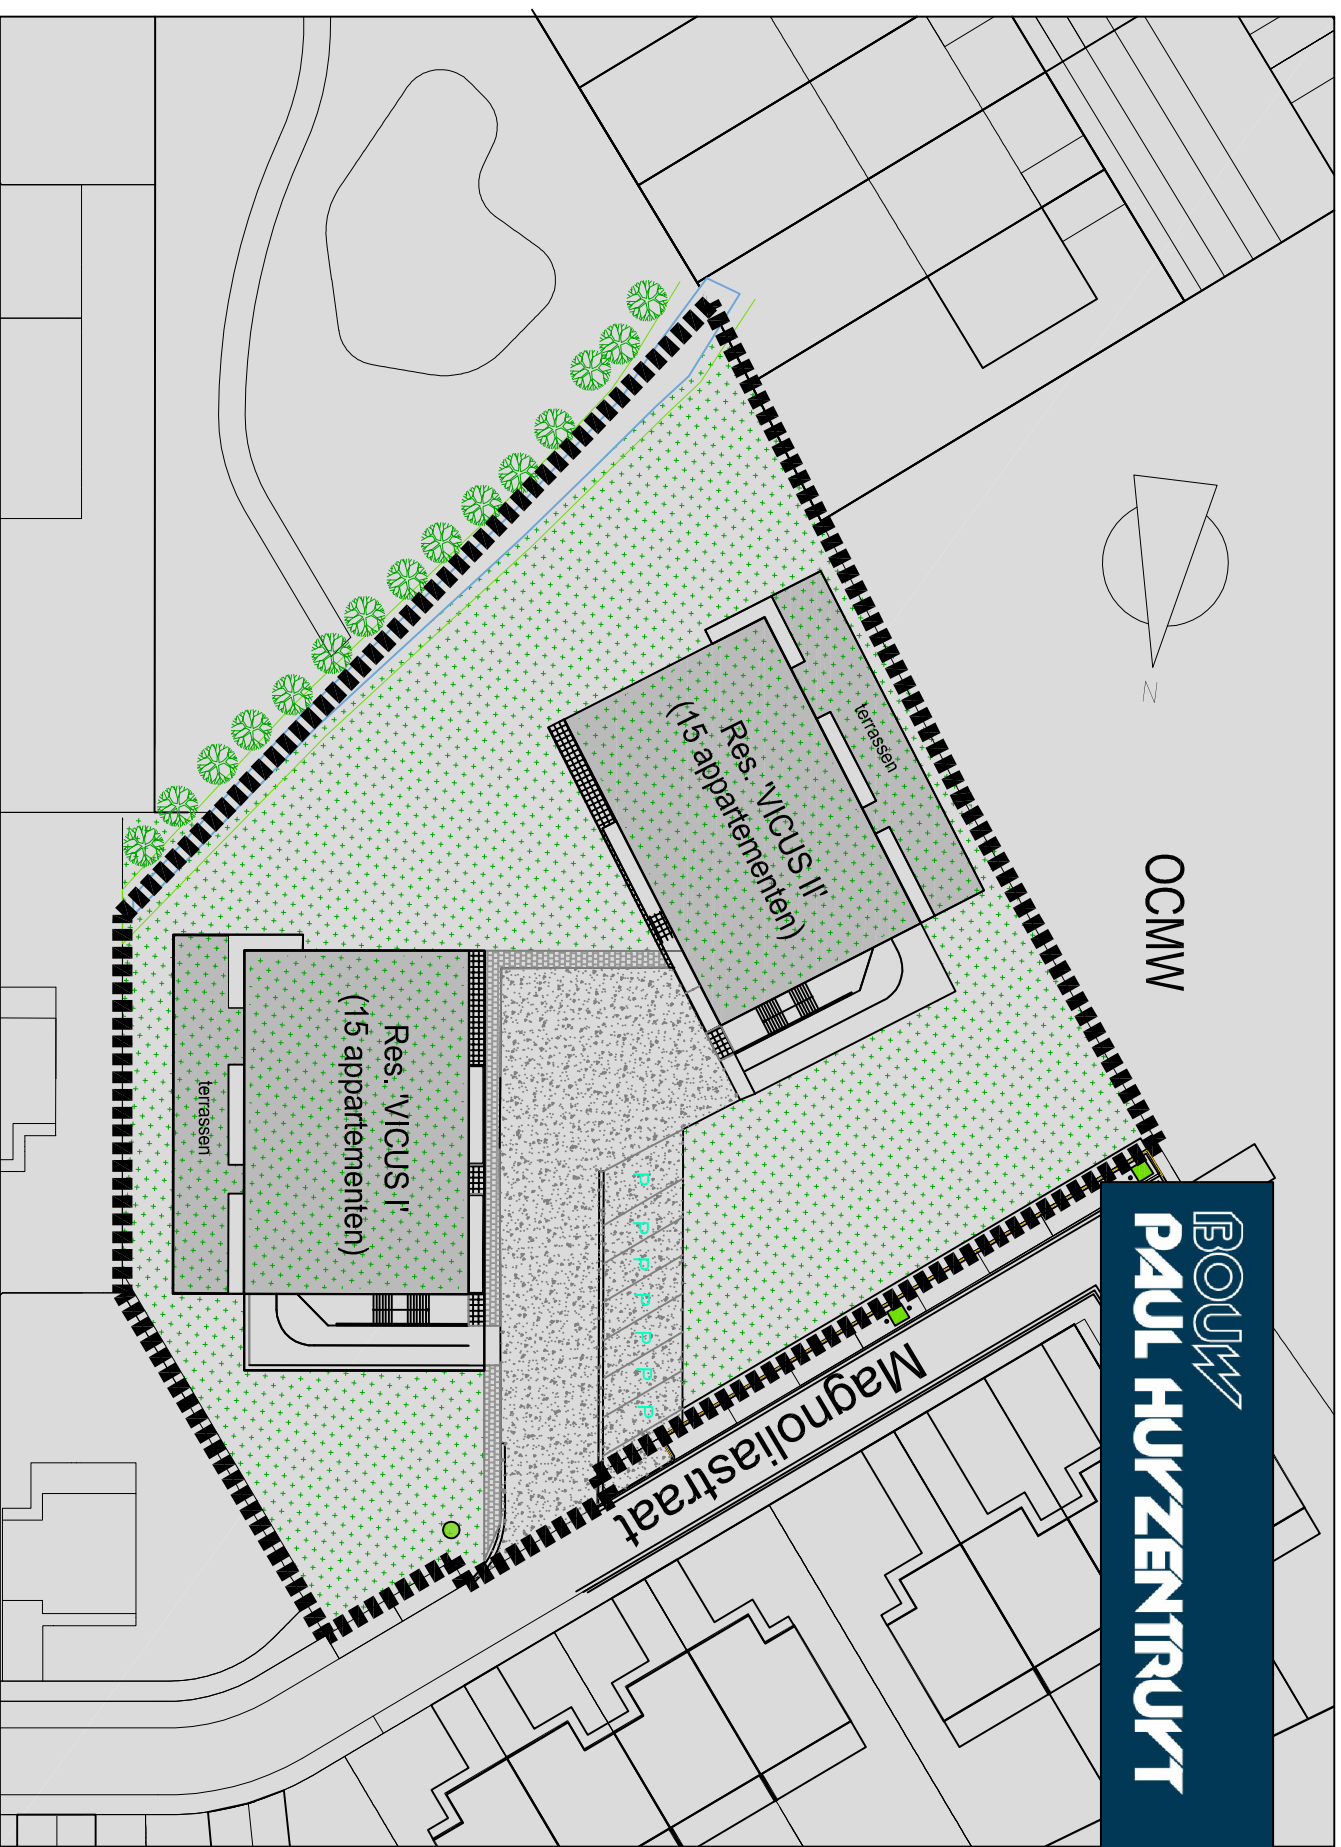 BOUW
PAUL HUYZENTRUYT
OCMW
N
terrassen
Res. 'VICUS II'
(15 appartementen)
Magnoliastraat
P P P P P P P
Res. 'VICUS I'
(15 appartementen)
terrassen